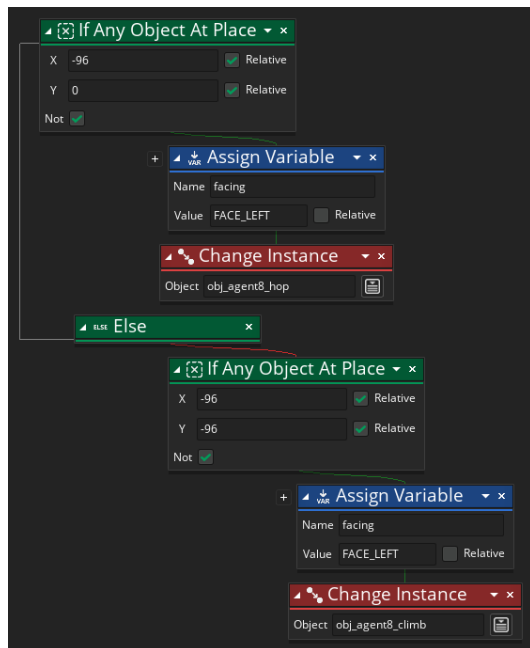 If Any Object At Place
X -96 Relative
Y 0 Relative
Not
Assign Variable
VAR
Name facing
Value FACE_LEFT Relative
Change Instance
Object obj_agent8_hop
ELSE Else
If Any Object At Place
X -96 Relative
Y -96 Relative
Not
Assign Variable
VAR
Name facing
Value FACE_LEFT Relative
Change Instance
Object obj_agent8_climb